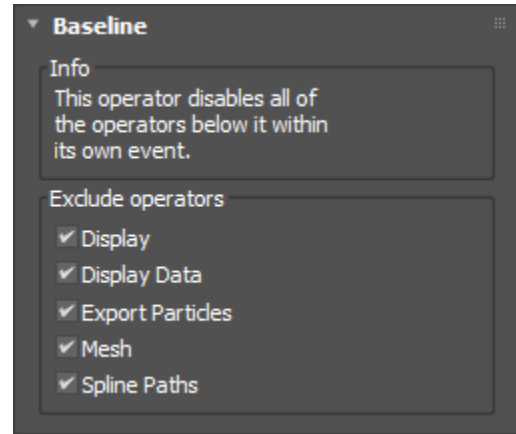 Baseline
Info
This operator disables all of
the operators below it within
its own event.
Exclude operators
Display
Display Data
Export Particles
Mesh
Spline Paths